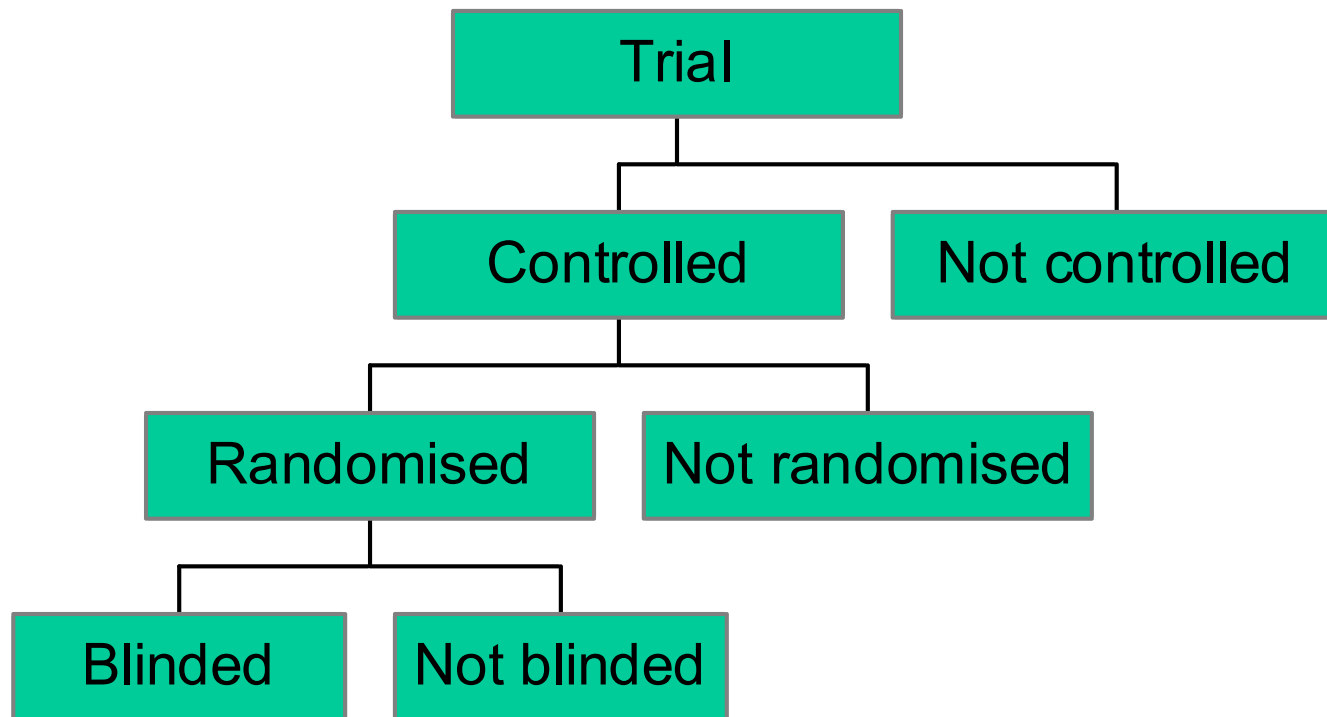 Trial
Controlled
Not controlled
Randomised
Not randomised
Blinded
Not blinded